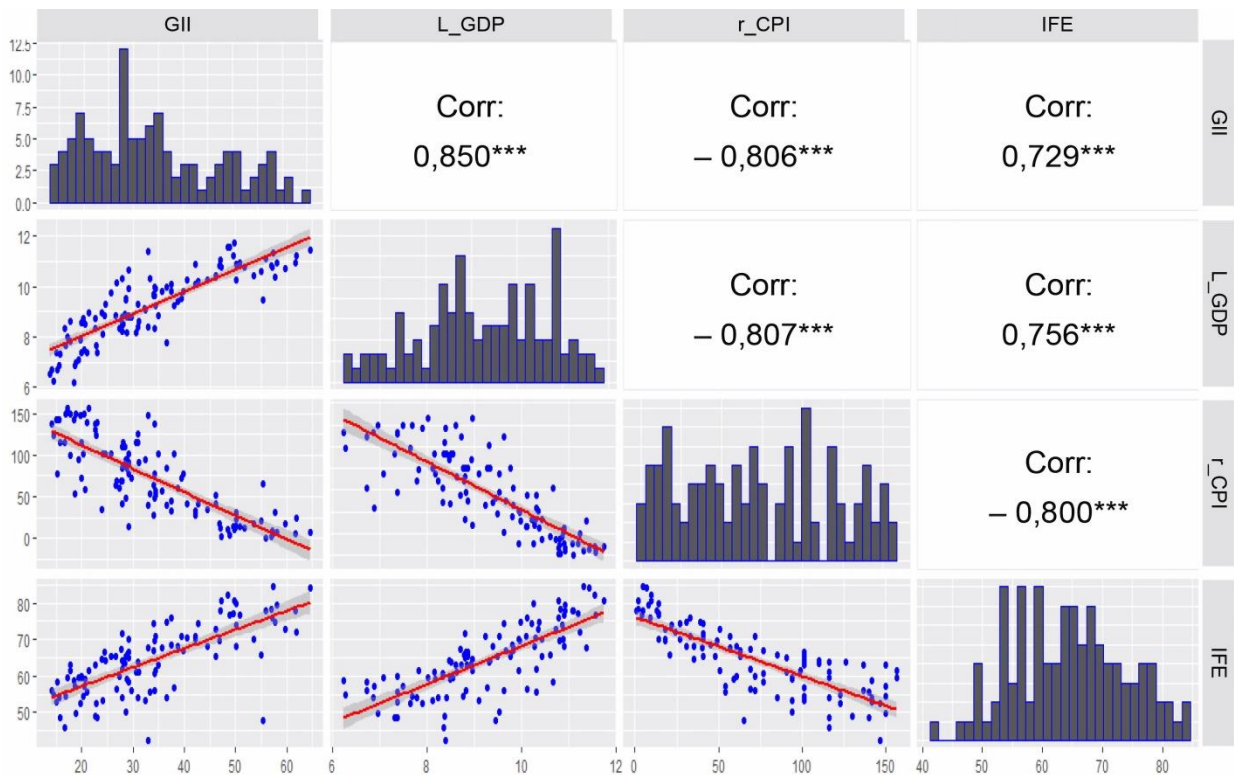 GII L_GDP r_CPI IFE
12.5
10.0
7.5
5.0
2.5
0.0
Corr:
0,850***
Corr:
– 0,806***
Corr:
0,729***
GII
12
10
8
6
Corr:
– 0,807***
Corr:
0,756***
L_GDP
150
100
50
0
Corr:
– 0,800***
r_CPI
80
70
60
50
IFE
20 30 40 50 60 6 8 10 12 0 50 100 150 40 50 60 70 80